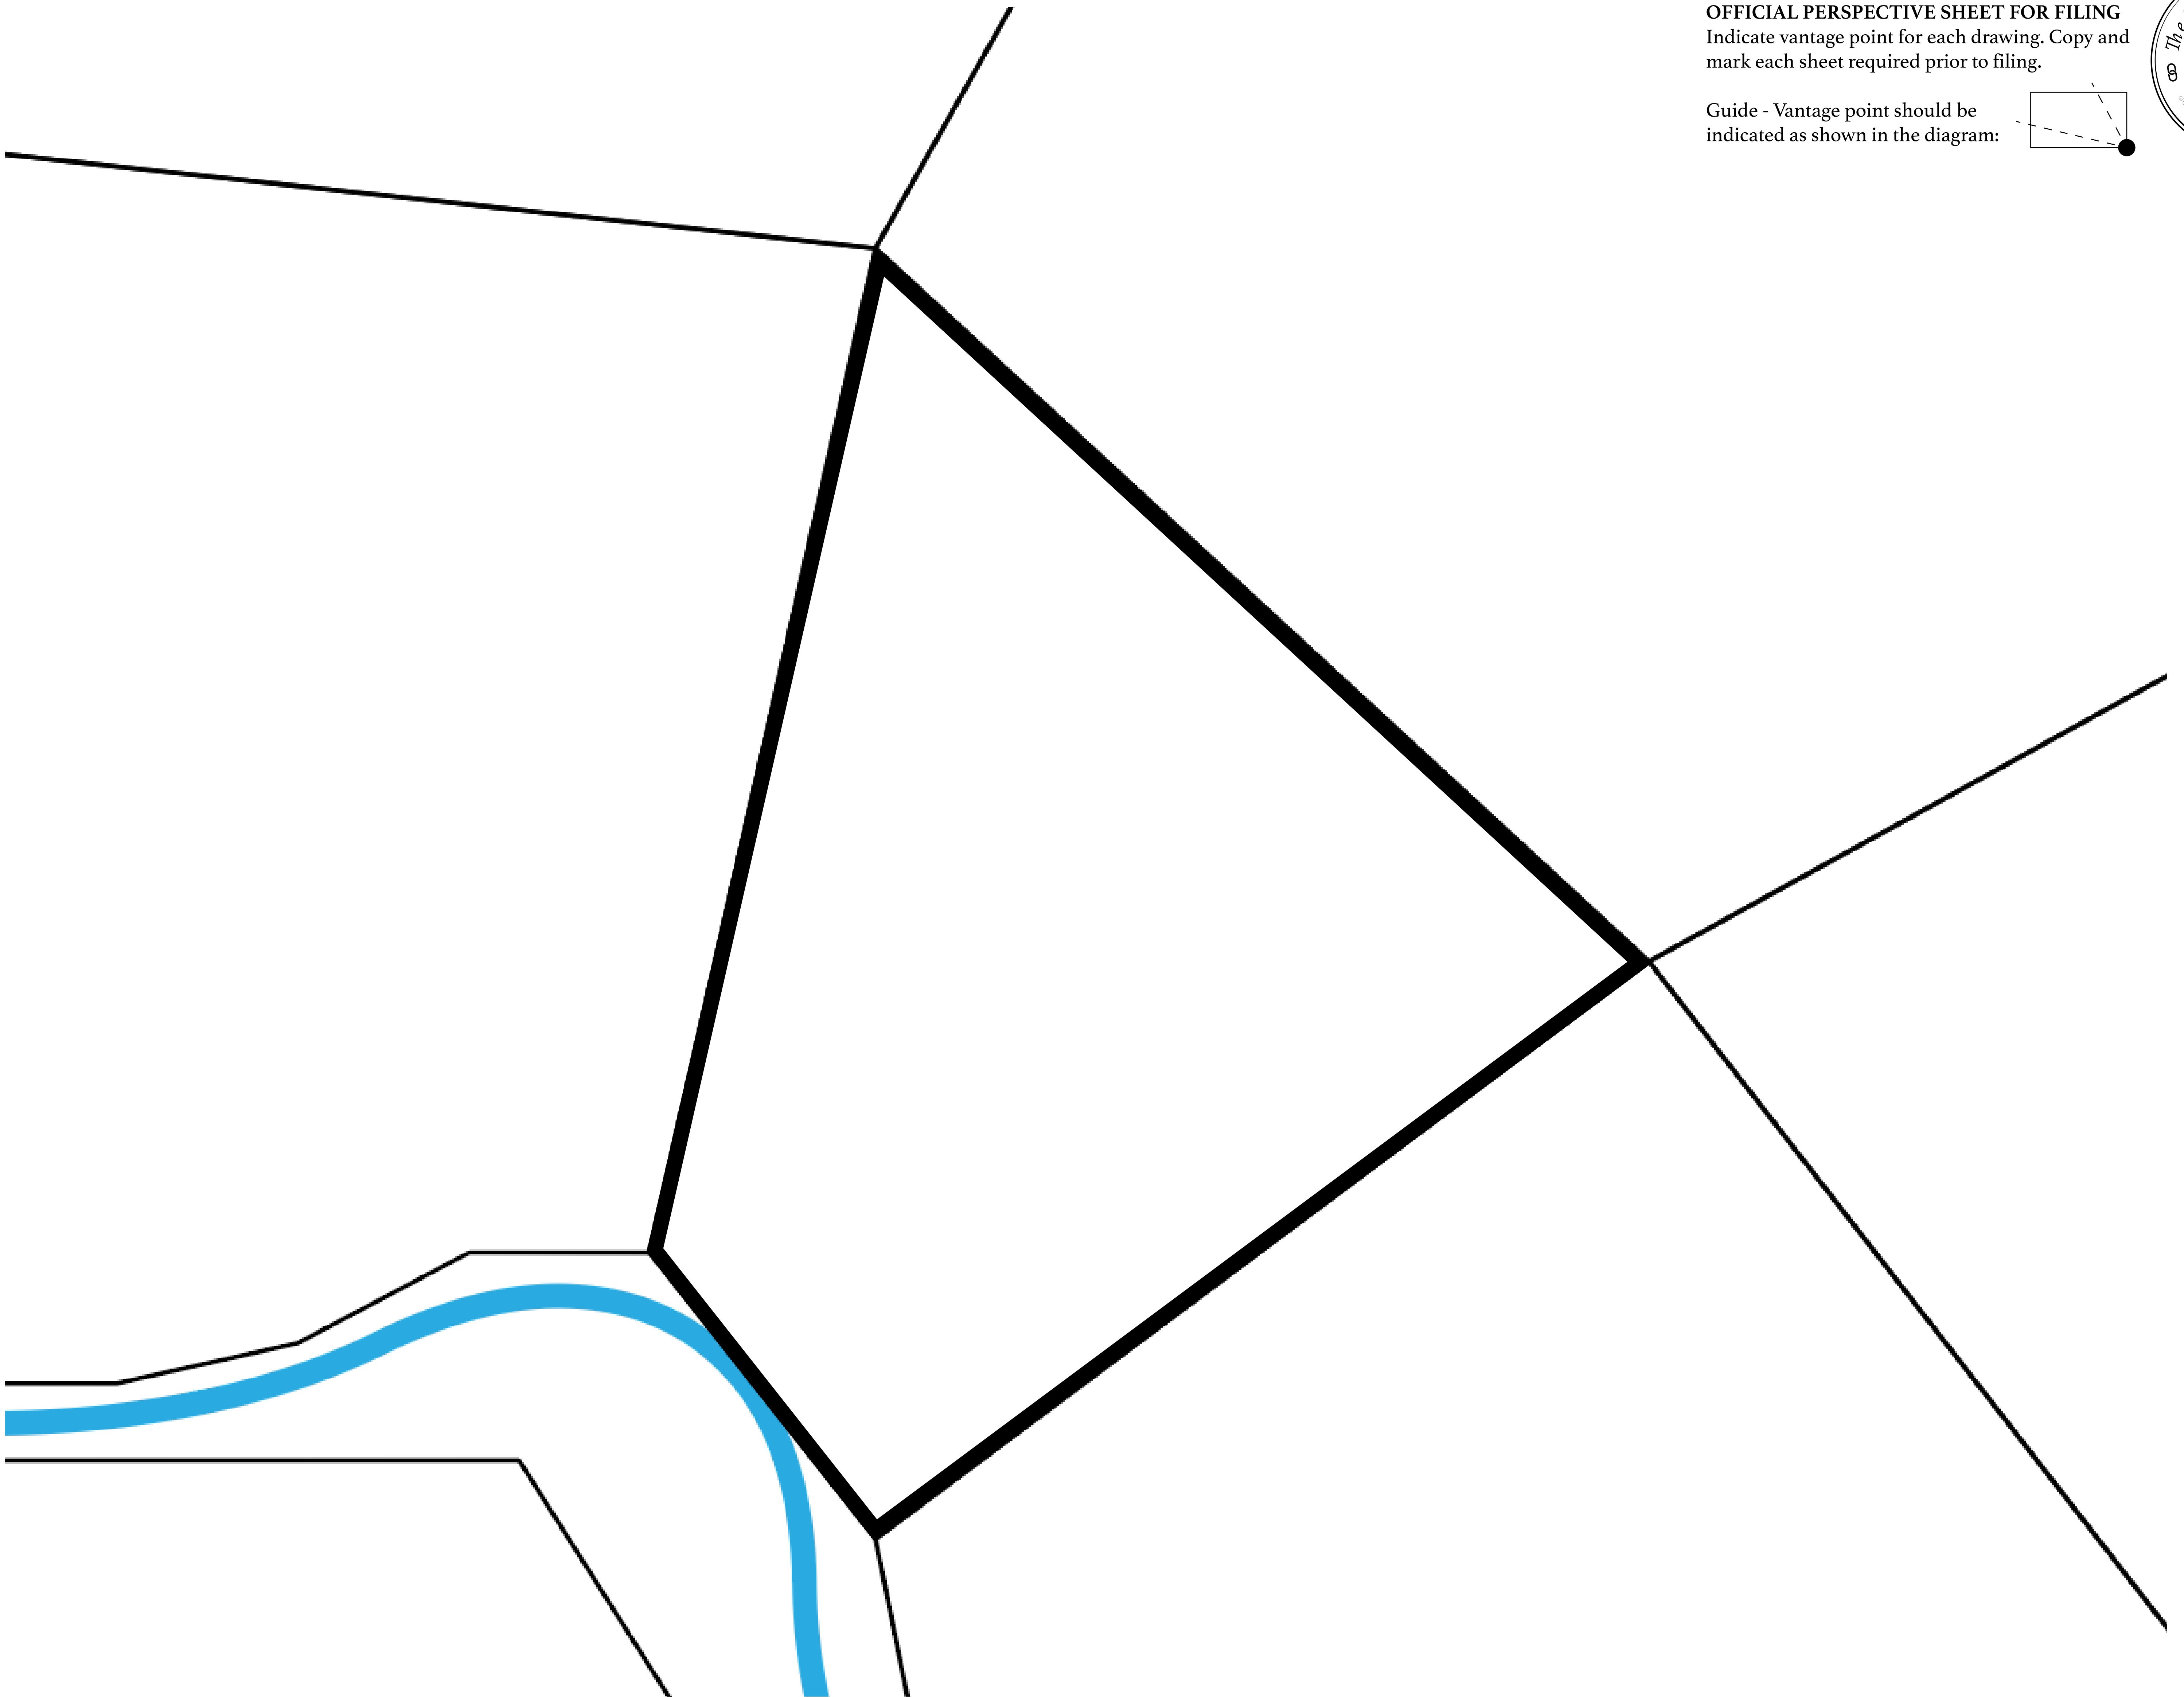 OFFICIAL PERSPECTIVE SHEET FOR FILING
Indicate vantage point for each drawing. Copy and
mark each sheet required prior to filing.
Guide - Vantage point should be
indicated as shown in the diagram:
The